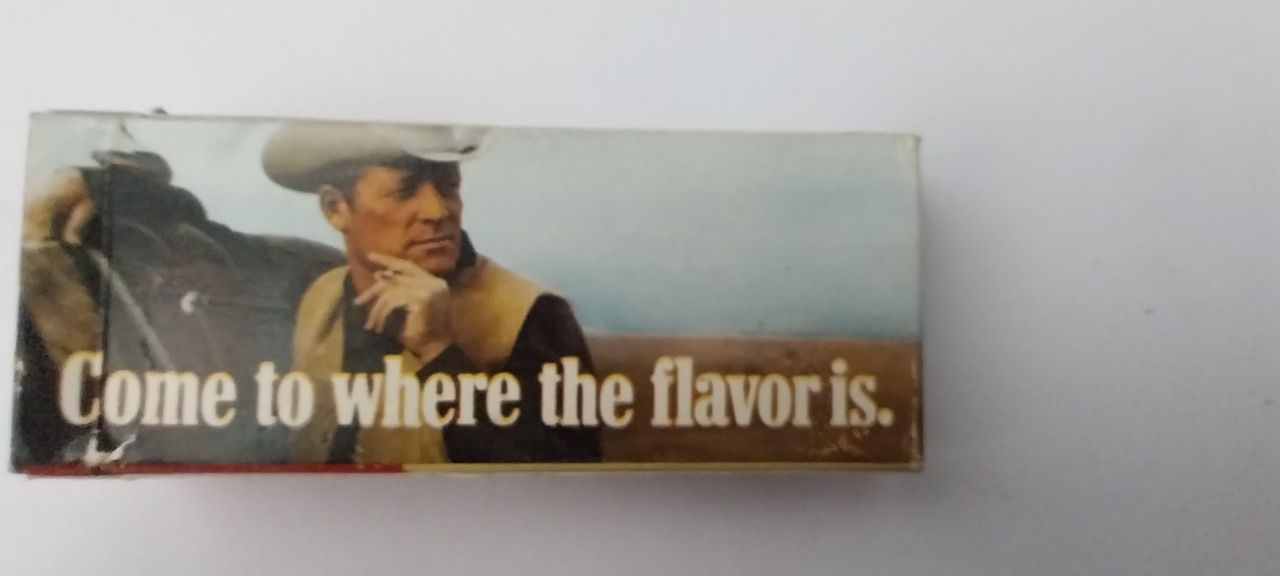 Come to where the flavor is.